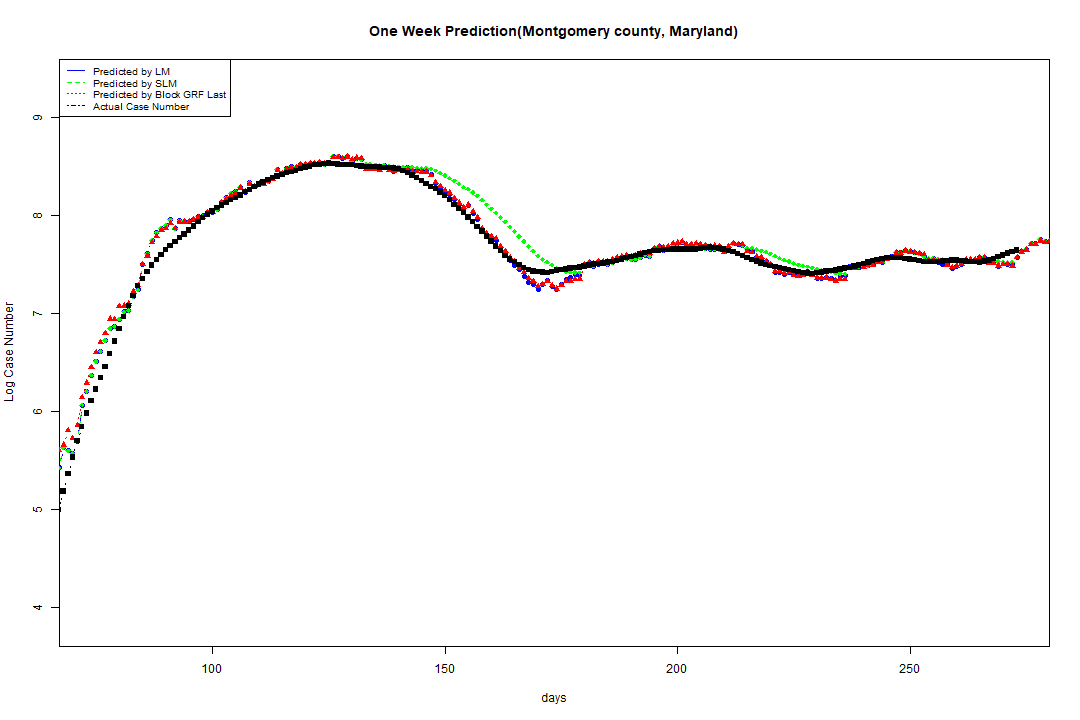 One Week Prediction(Montgomery county, Maryland)
Predicted by LM
Predicted by SLM
Predicted by Block GRF Last
Actual Case Number
9
8
7
6
5
4
Log Case Number
100 150 200 250
days